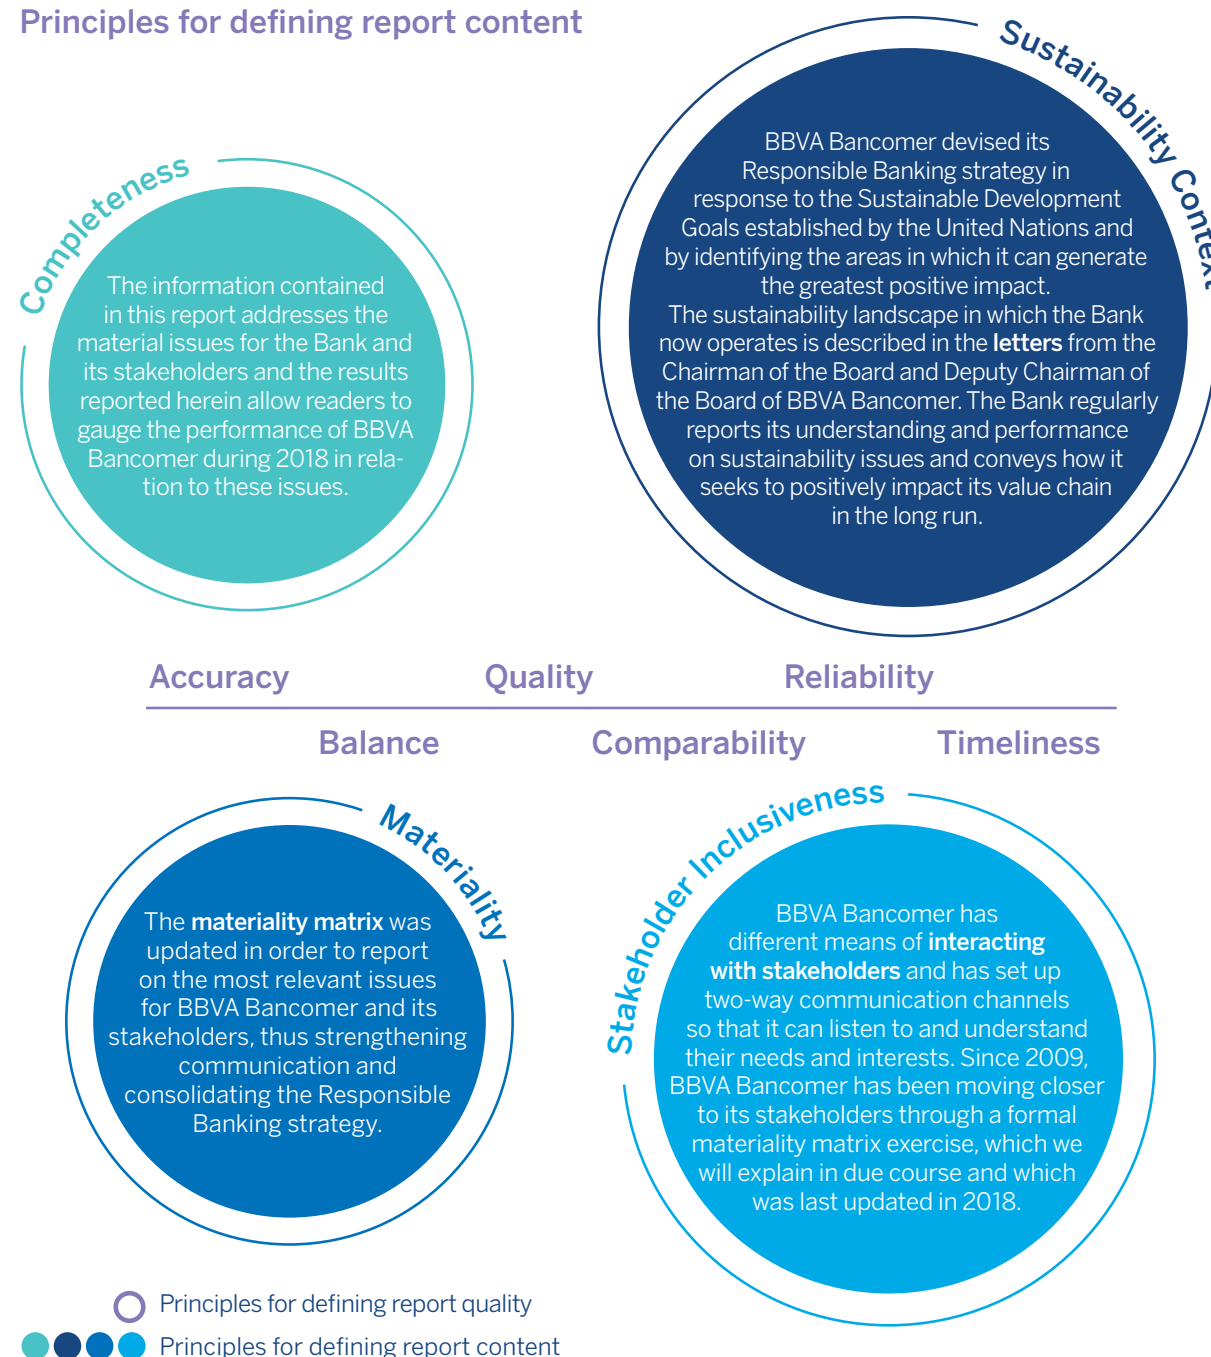 Principles for defining report content
Completeness
The information contained
in this report addresses the
material issues for the Bank and
its stakeholders and the results
reported herein allow readers to
gauge the performance of BBVA
Bancomer during 2018 in rela-
tion to these issues.
Sustainability Context
BBVA Bancomer devised its
Responsible Banking strategy in
response to the Sustainable Development
Goals established by the United Nations and
by identifying the areas in which it can generate
the greatest positive impact.
The sustainability landscape in which the Bank
now operates is described in the letters from the
Chairman of the Board and Deputy Chairman of
the Board of BBVA Bancomer. The Bank regularly
reports its understanding and performance
on sustainability issues and conveys how it
seeks to positively impact its value chain
in the long run.
Accuracy Quality Reliability
Balance Comparability Timeliness
Materiality
The materiality matrix was
updated in order to report
on the most relevant issues
for BBVA Bancomer and its
stakeholders, thus strengthening
communication and
consolidating the Responsible
Banking strategy.
Stakeholder Inclusiveness
BBVA Bancomer has
different means of interacting
with stakeholders and has set up
two-way communication channels
so that it can listen to and understand
their needs and interests. Since 2009,
BBVA Bancomer has been moving closer
to its stakeholders through a formal
materiality matrix exercise, which we
will explain in due course and which
was last updated in 2018.
Principles for defining report quality
Principles for defining report content